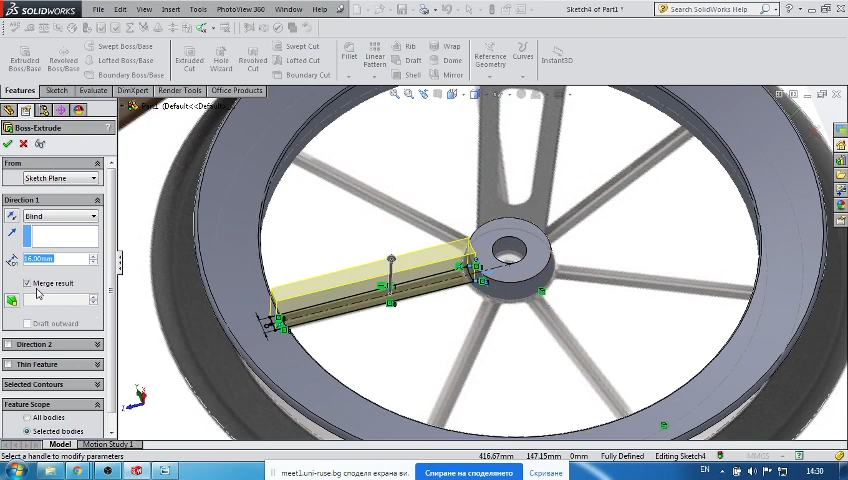 SOLIDWORKS File Edit View Insert Tools PhotoView 360 Window Help Sketch4 of Part1 Search SolidWorks Help
Extruded Boss/Base
Revolved Boss/Base
Swept Boss/Base
Lofted Boss/Base
Boundary Boss/Base
Extruded Cut
Hole Wizard
Revolved Cut
Swept Cut
Lofted Cut
Boundary Cut
Fillet
Linear Pattern
Rib
Draft
Shell
Wrap
Dome
Mirror
Reference Geometry
Curves
Instant3D
Features Sketch Evaluate DimXpert Render Tools Office Products
Part1 (Default<<Default>_
Boss-Extrude ?
From
Sketch Plane
Direction 1
Blind
16.00mm
Merge result
Draft outward
Direction 2
Thin Feature
Selected Contours
Feature Scope
All bodies
Selected bodies
Model Motion Study 1
Select a handle to modify parameters 416.67mm 147.15mm 0mm Fully Defined Editing Sketch4 MMGS
meet1.uni-ruse.bg споделя екрана ви. Спиране на споделянето Скриване
EN 14:30